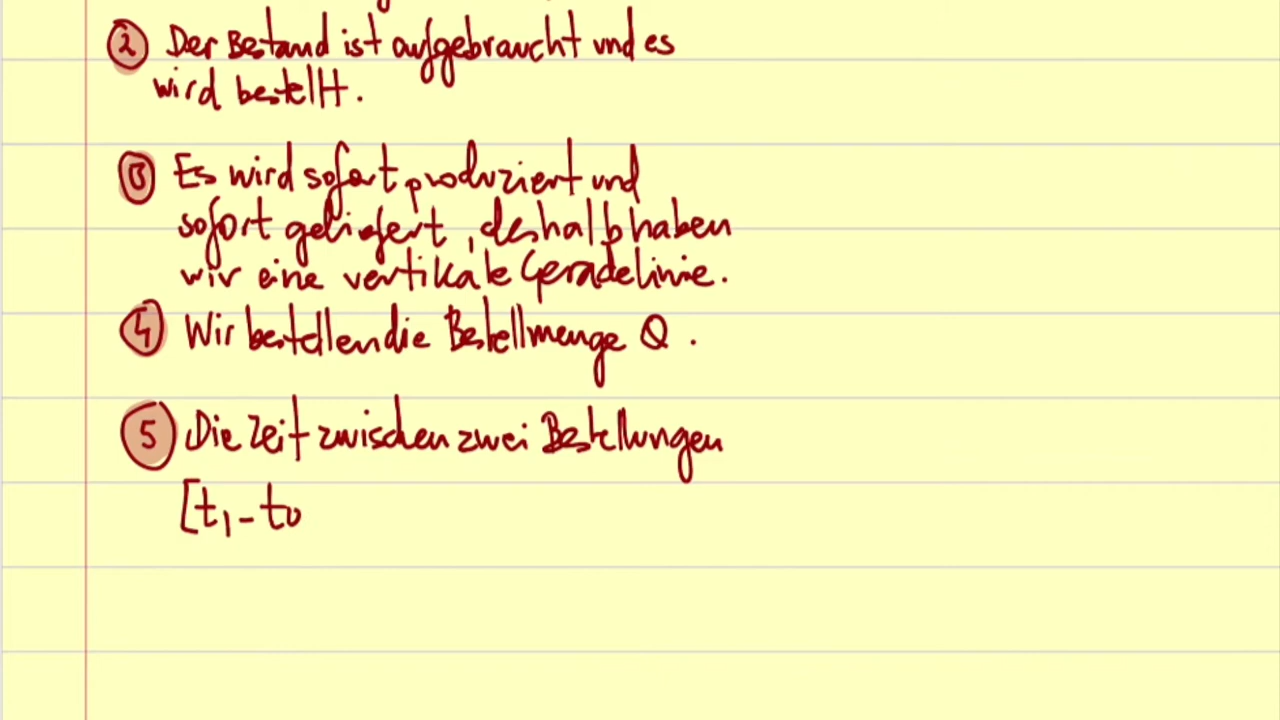 ② Der Bestand ist aufgebraucht und es
wird bestellt.
③ Es wird sofort produziert und
sofort geliefert, deshalb haben
wir eine vertikale Geradelinie.
④ Wir bestellen die Bestellmenge Q.
⑤ Die Zeit zwischen zwei Bestellungen
[t₁ - t₀